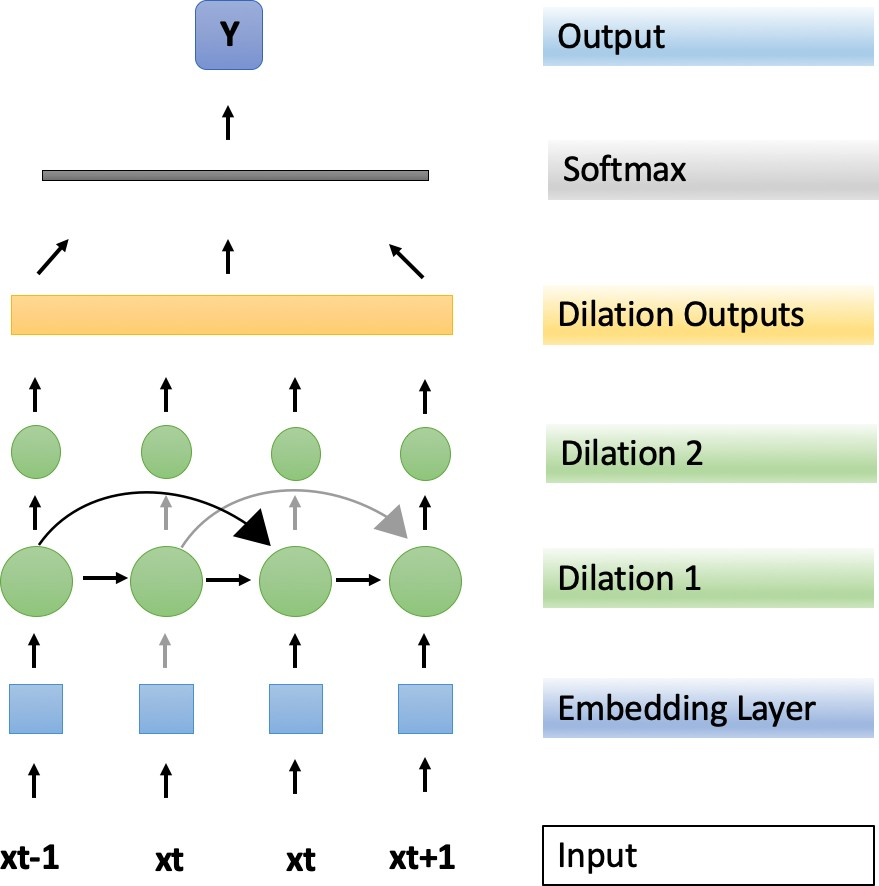 Y
Output
Softmax
Dilation Outputs
Dilation 2
Dilation 1
Embedding Layer
xt-1 xt xt xt+1
Input